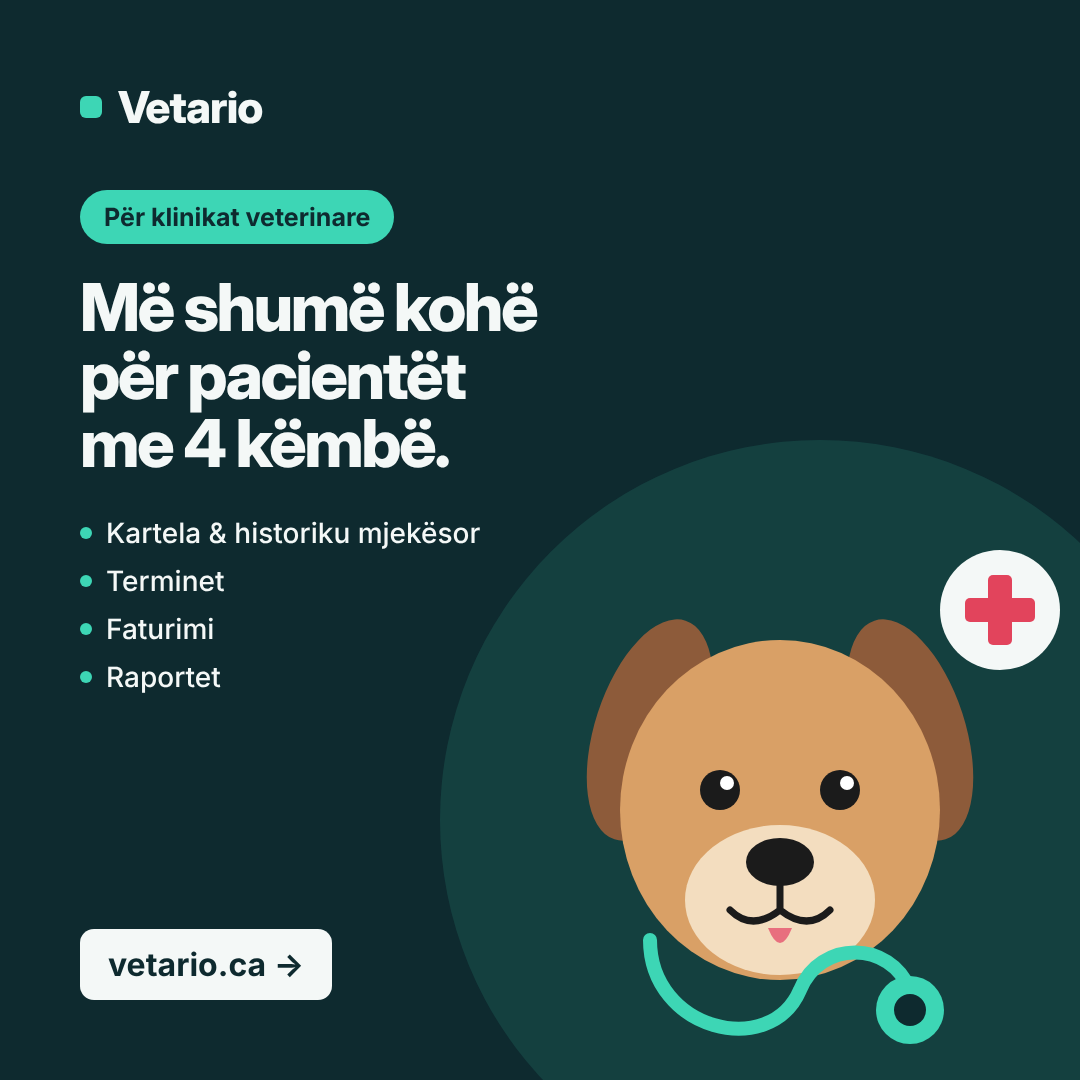 Vetario
Për klinikat veterinare
Më shumë kohë
për pacientët
me 4 këmbë.
Kartela & historiku mjekësor
Terminet
Faturimi
Raportet
vetario.ca →